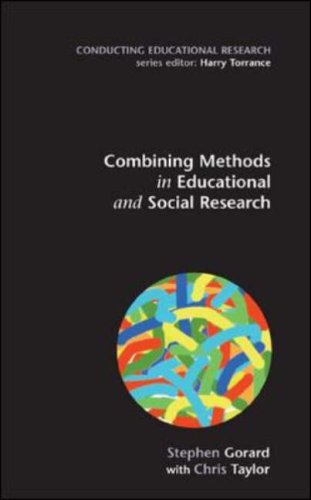 CONDUCTING EDUCATIONAL RESEARCH
series editor: Harry Torrance
Combining Methods
in Educational
and Social Research
Stephen Gorard
with Chris Taylor